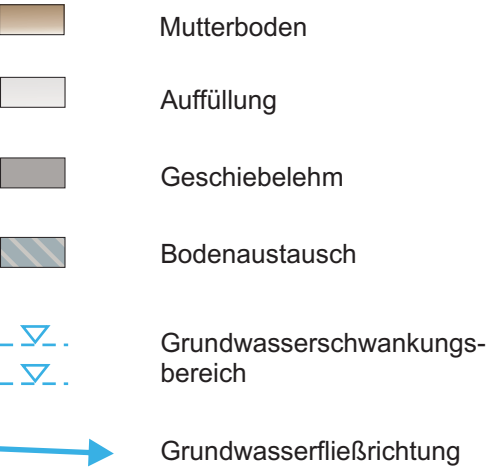 Mutterboden
Auffüllung
Geschiebelehm
Bodenaustausch
Grundwasserschwankungs-
bereich
Grundwasserfließrichtung